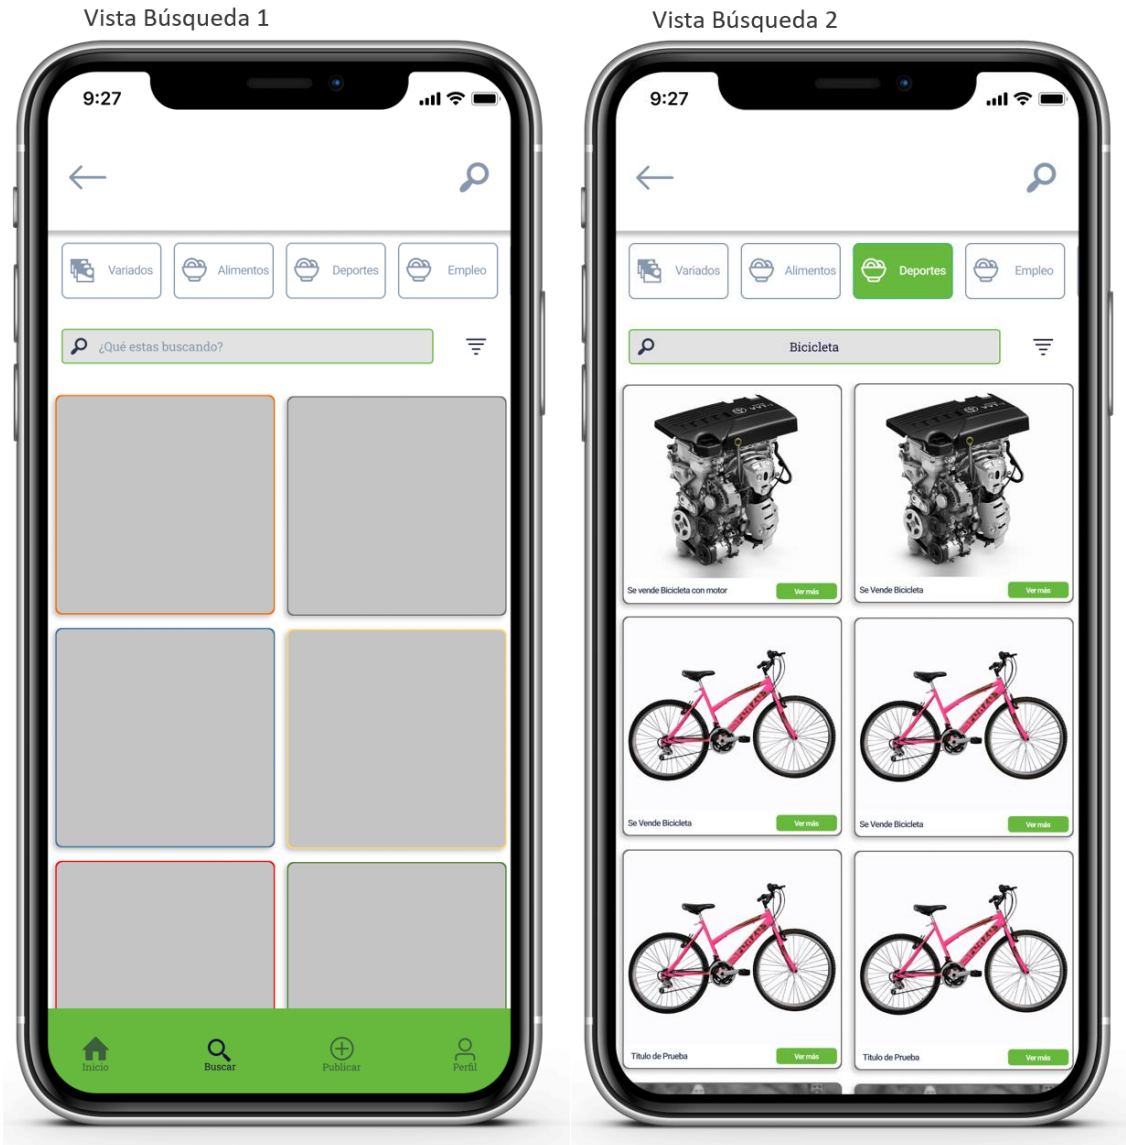 Vista Búsqueda 1
9:27
Variados
Alimentos
Deportes
Empleo
¿Qué estas buscando?
Inicio
Buscar
Publicar
Perfil
Vista Búsqueda 2
9:27
Variados
Alimentos
Deportes
Empleo
Bicicleta
Se vende Bicicleta con motor
Ver más
Se Vende Bicicleta
Ver más
Se Vende Bicicleta
Ver más
Se Vende Bicicleta
Ver más
Titulo de Prueba
Ver más
Titulo de Prueba
Ver más